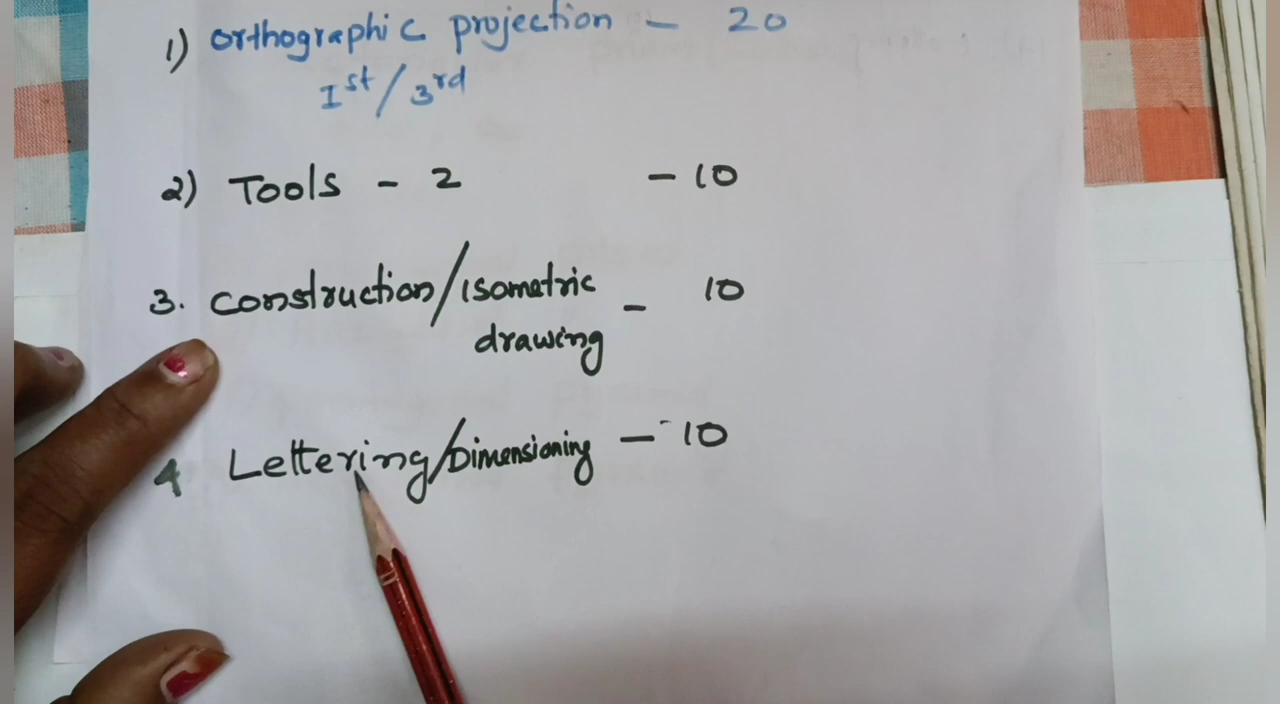 1) Orthographic projection - 20
1st/3rd
2) Tools - 2 - 10
3. Construction/Isometric drawing - 10
4 Lettering/Dimensioning - 10